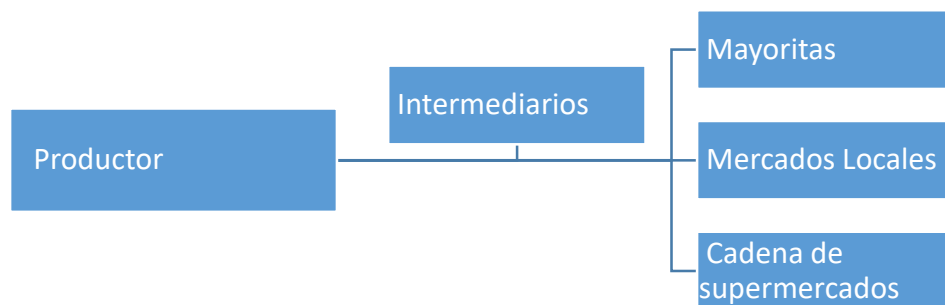 Productor
Intermediarios
Mayoritas
Mercados Locales
Cadena de
supermercados